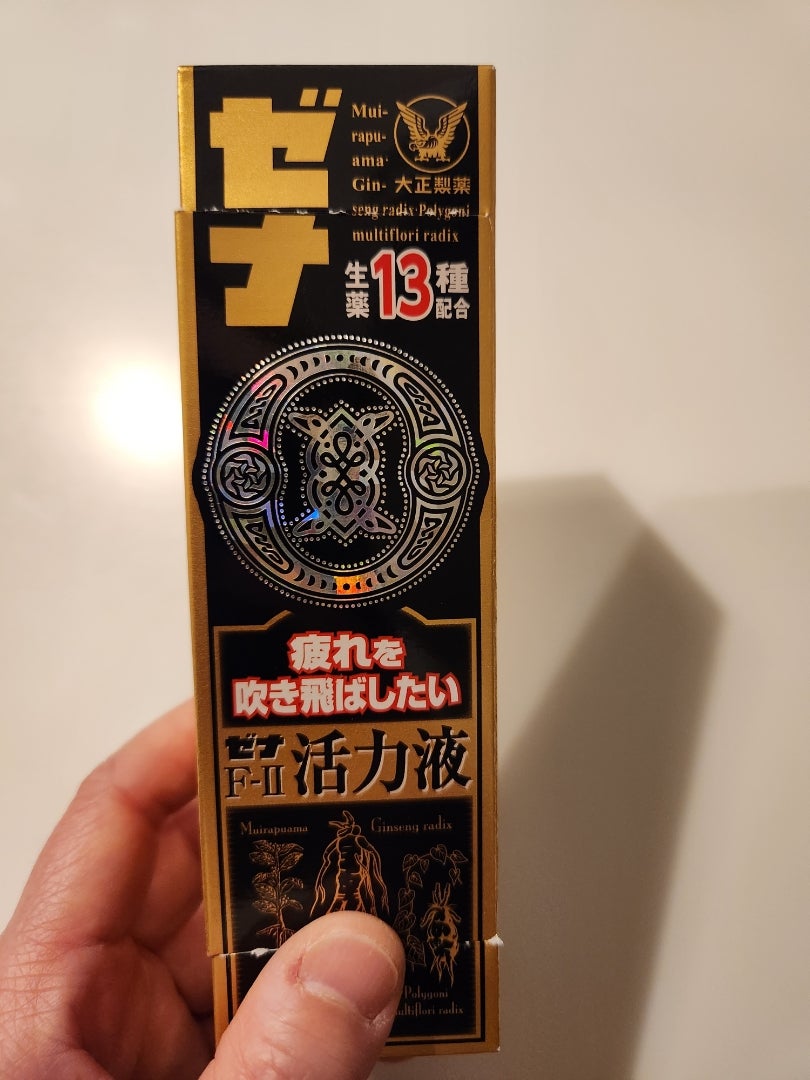 ゼナ
Mui-
rapu-
ama·
Gin-
seng radix·Polygoni
multiflori radix
大正製薬
生薬13種配合
疲れを
吹き飛ばしたい
ゼナ
F-II 活力液
Muirapuama
Ginseng radix
Polygoni
multiflori radix